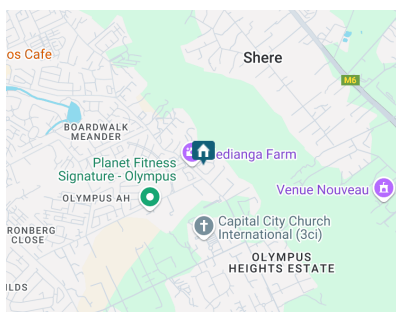 os Cafe
Shere
M6
BOARDWALK
MEANDER
edianga Farm
Planet Fitness
Signature - Olympus
Venue Nouveau
OLYMPUS AH
Capital City Church
International (3ci)
RONBERG
CLOSE
OLYMPUS
HEIGHTS ESTATE
ILDS